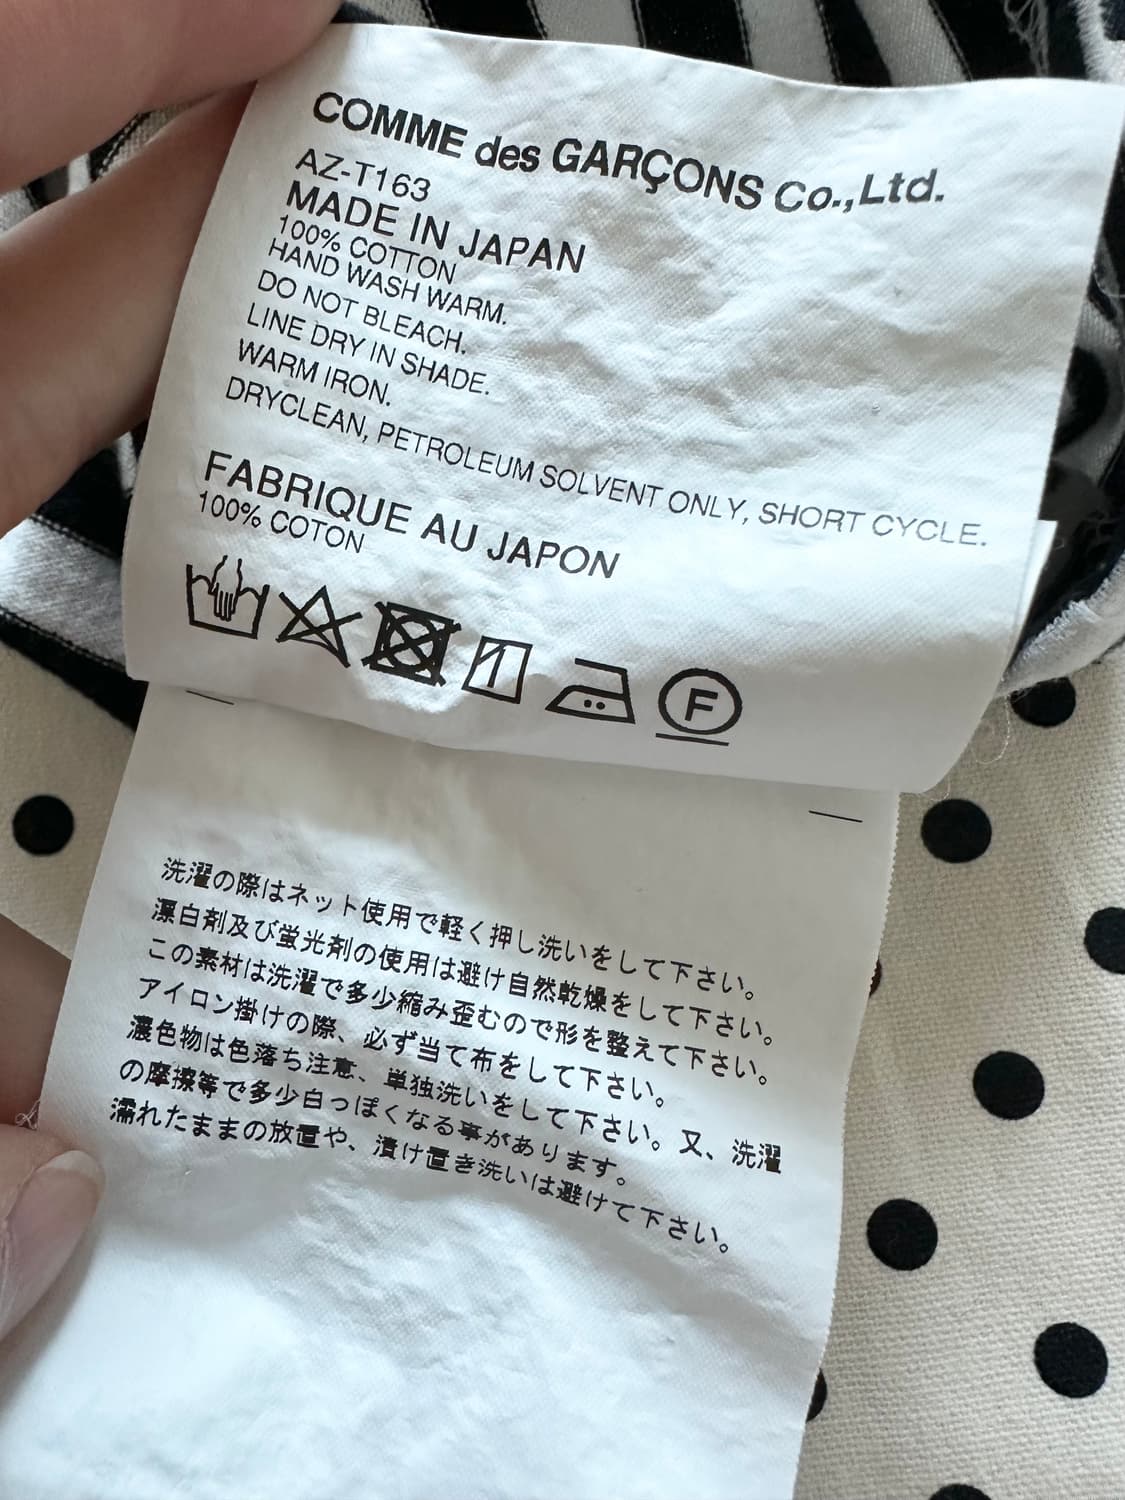 COMME des GARÇONS Co.,Ltd.
AZ-T163
MADE IN JAPAN
100% COTTON
HAND WASH WARM.
DO NOT BLEACH.
LINE DRY IN SHADE.
WARM IRON.
DRYCLEAN, PETROLEUM SOLVENT ONLY, SHORT CYCLE.
FABRIQUE AU JAPON
100% COTON
F
洗濯の際はネット使用で軽く押し洗いをして下さい。
漂白剤及び蛍光剤の使用は避け自然乾燥をして下さい。
この素材は洗濯で多少縮み歪むので形を整えて下さい。
アイロン掛けの際、必ず当て布をして下さい。
濃色物は色落ち注意、単独洗いをして下さい。又、洗濯
の摩擦等で多少白っぽくなる事があります。
濡れたままの放置や、漬け置き洗いは避けて下さい。